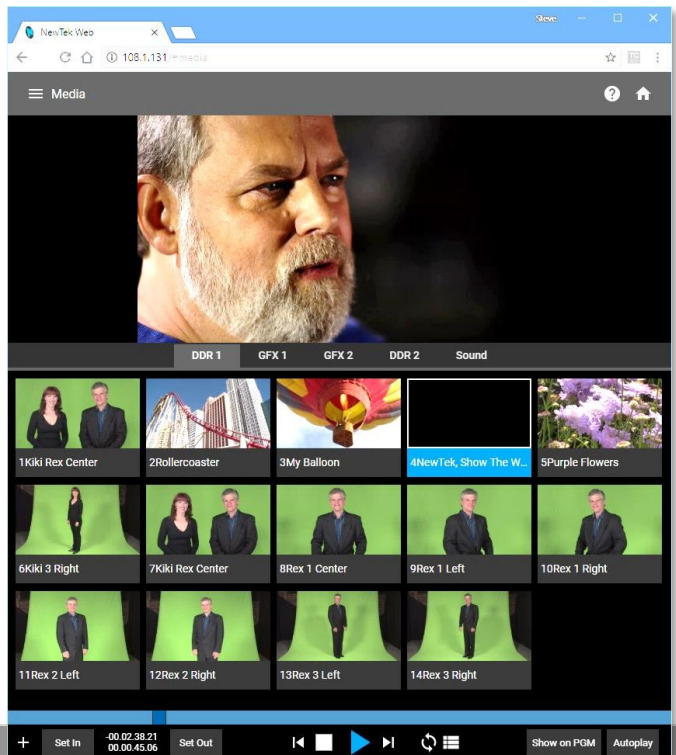 Steve
NewTek Web
108.1.131/#media
Media
DDR 1 GFX 1 GFX 2 DDR 2 Sound
1Kiki Rex Center 2Rollercoaster 3My Balloon 4NewTek, Show The W... 5Purple Flowers
6Kiki 3 Right 7Kiki Rex Center 8Rex 1 Center 9Rex 1 Left 10Rex 1 Right
11Rex 2 Left 12Rex 2 Right 13Rex 3 Left 14Rex 3 Right
Set In -00.02.38.21 Set Out Show on PGM Autoplay
00.00.45.06